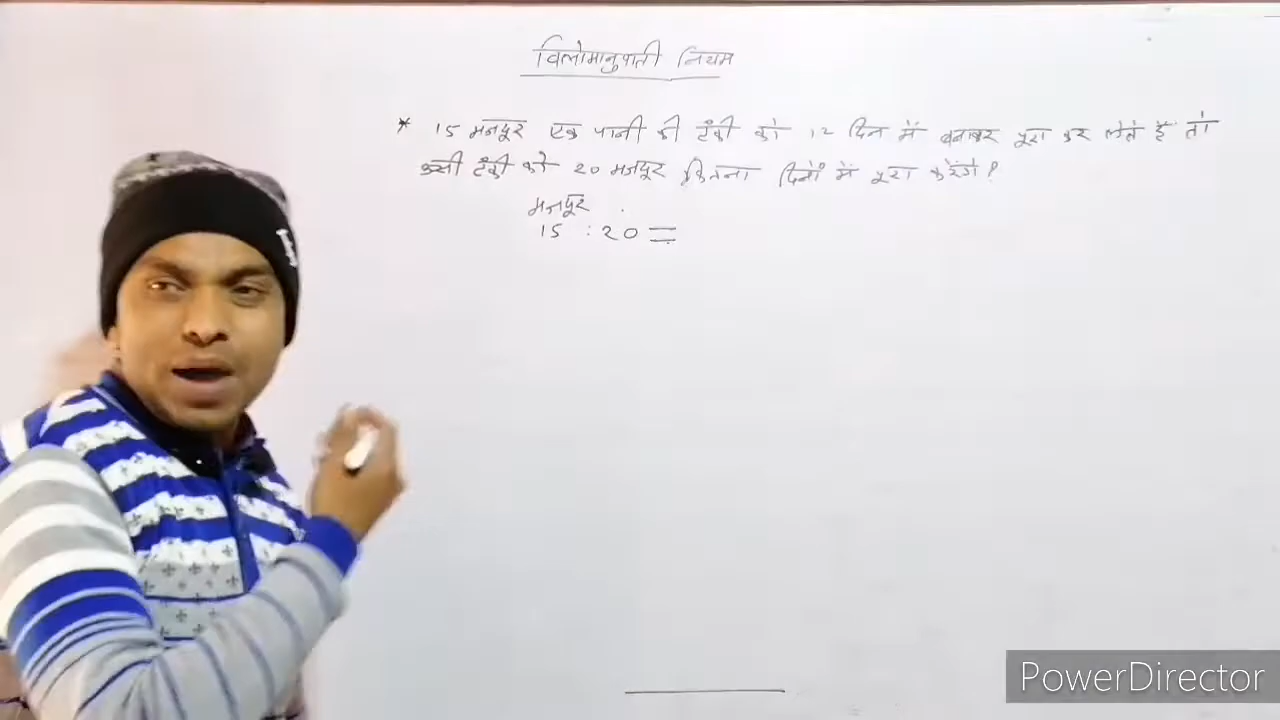 विलोमानुपाती नियम
* 15 मजदूर एक पानी की टंकी को 12 दिन में बनाकर पूरा कर लेते हैं तो
उसी टंकी को 20 मजदूर कितना दिनों में पूरा करेंगे?
मजदूर
15 : 20 =
PowerDirector